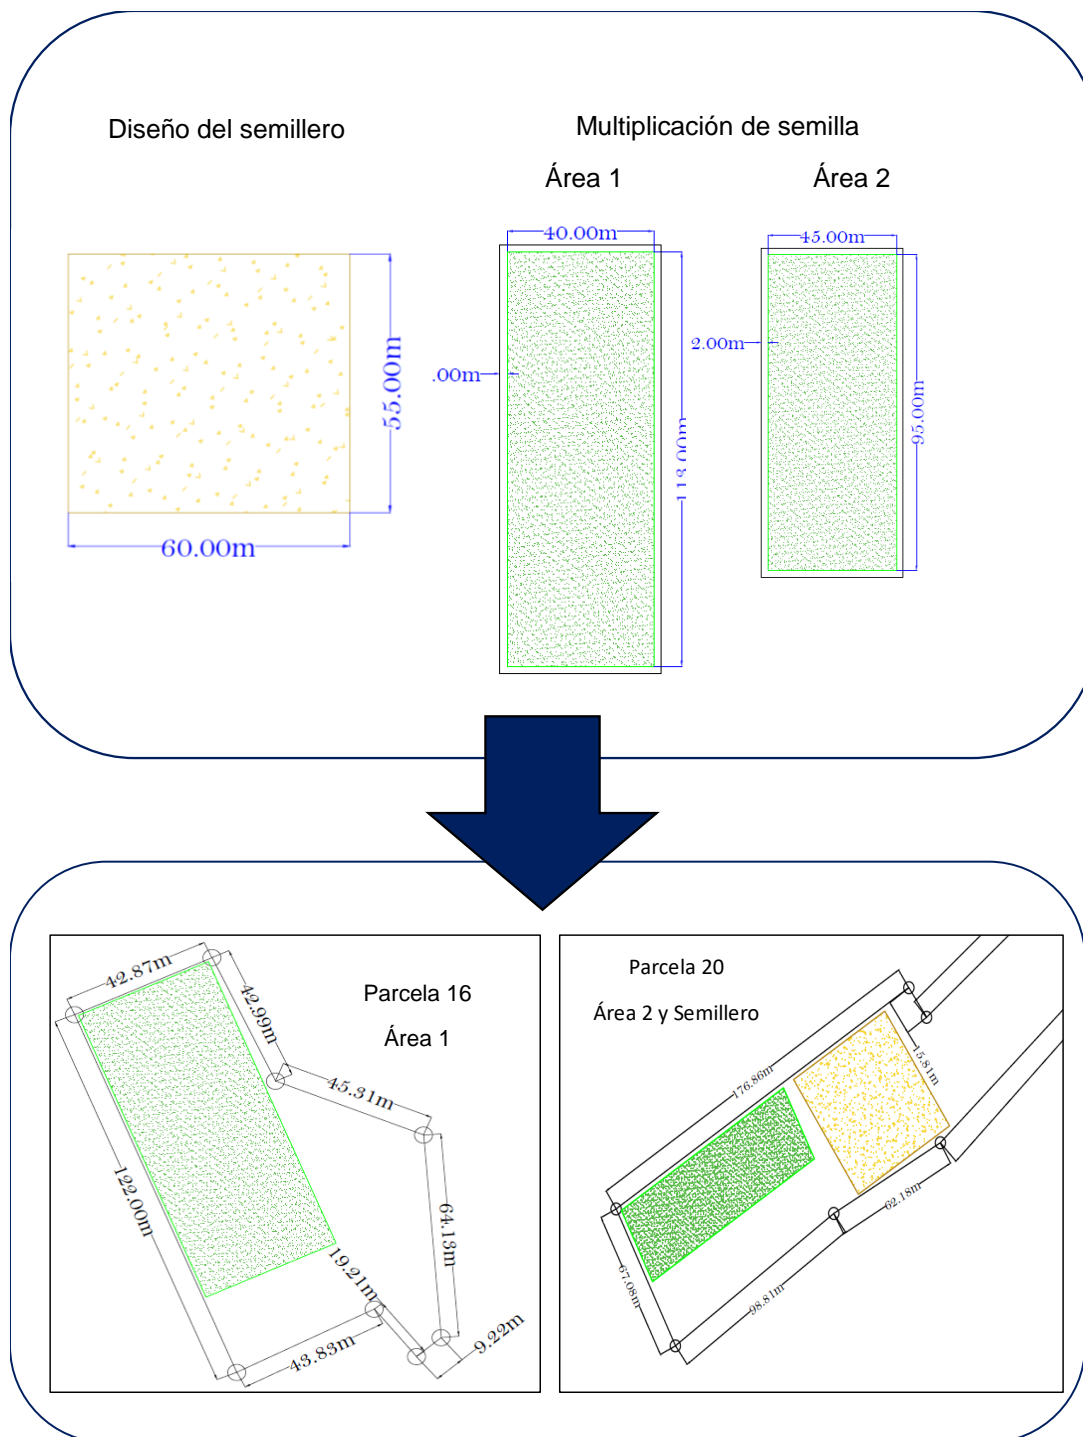 Diseño del semillero
Multiplicación de semilla
Área 1
Área 2
40.00m
45.00m
55.00m
60.00m
.00m
113.00m
2.00m
95.00m
42.87m
42.99m
Parcela 16
Área 1
45.31m
122.00m
64.13m
19.21m
43.83m
9.22m
Parcela 20
Área 2 y Semillero
176.86m
15.81m
67.08m
98.81m
62.18m